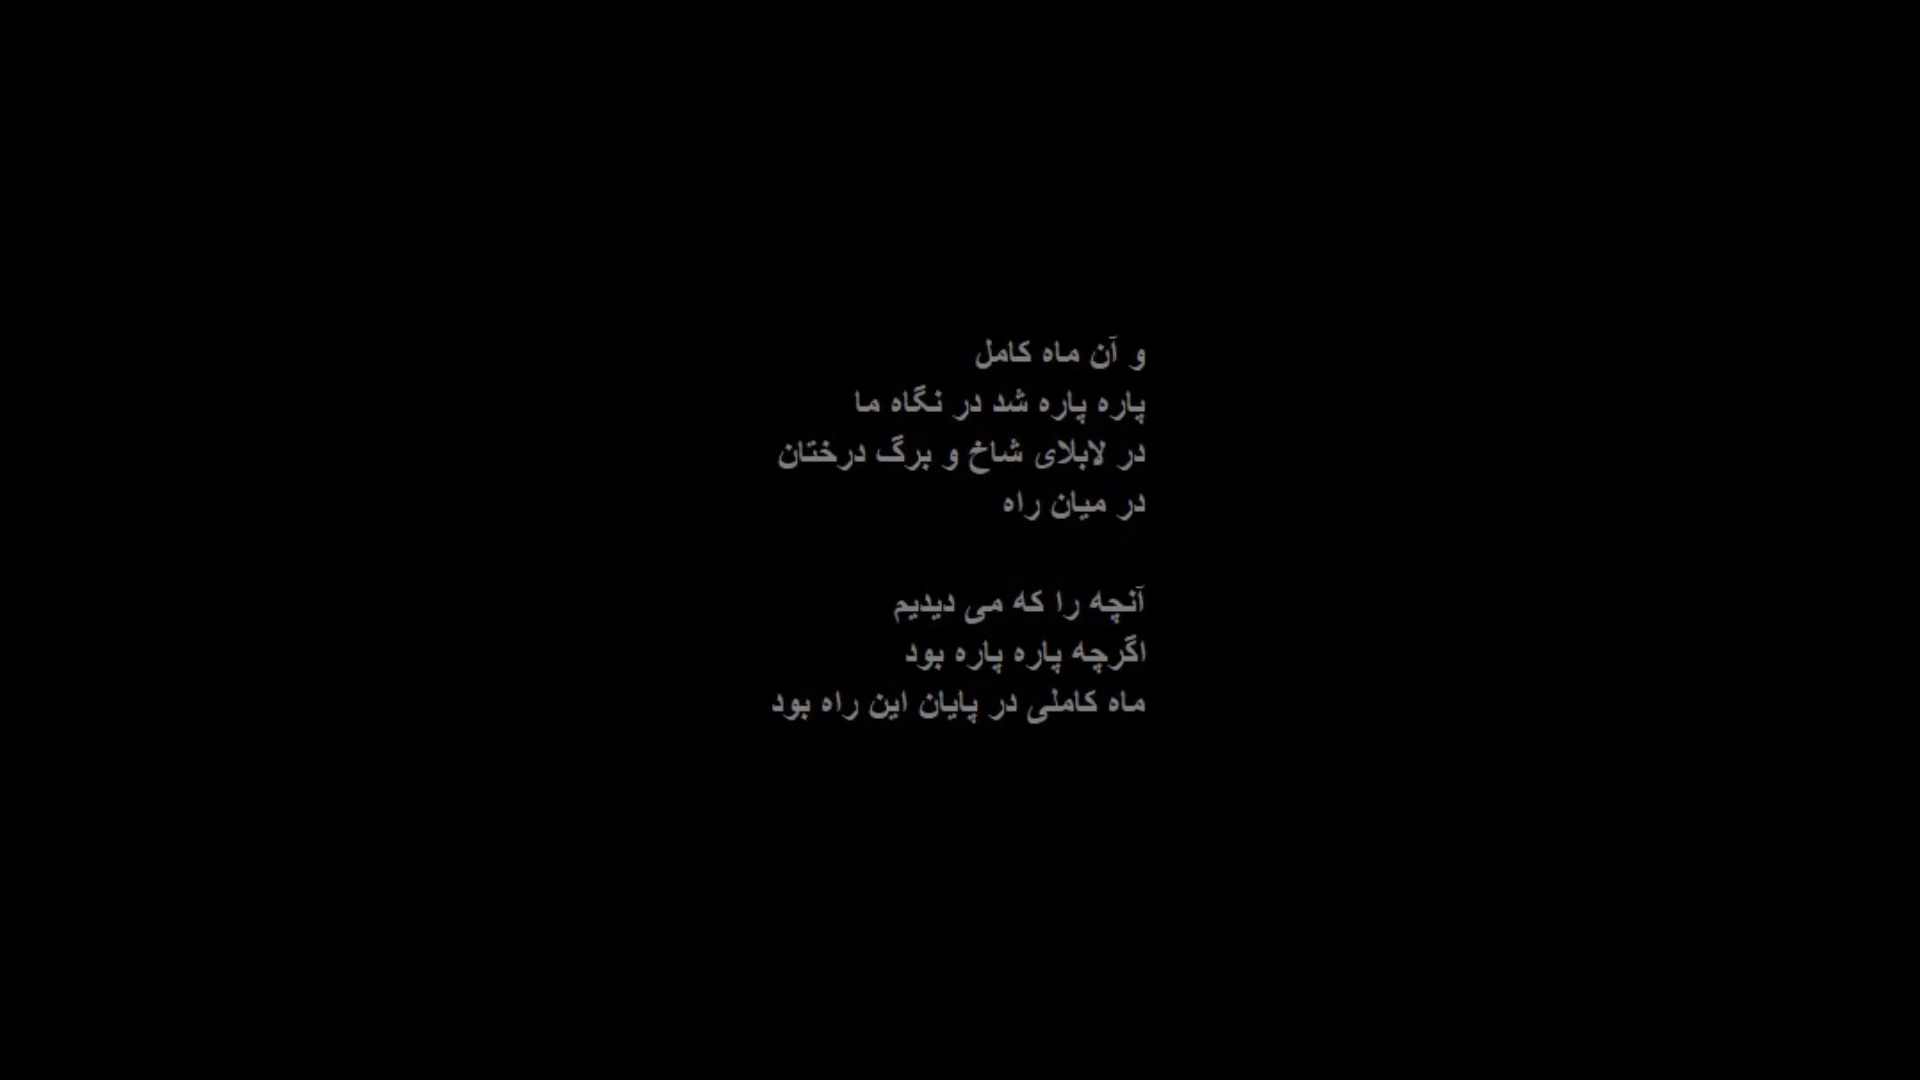 و آن ماه کامل
پاره پاره شد در نگاه ما
در لابلای شاخ و برگ درختان
در میان راه
آنچه را که می دیدیم
اگرچه پاره پاره بود
ماه کاملی در پایان این راه بود